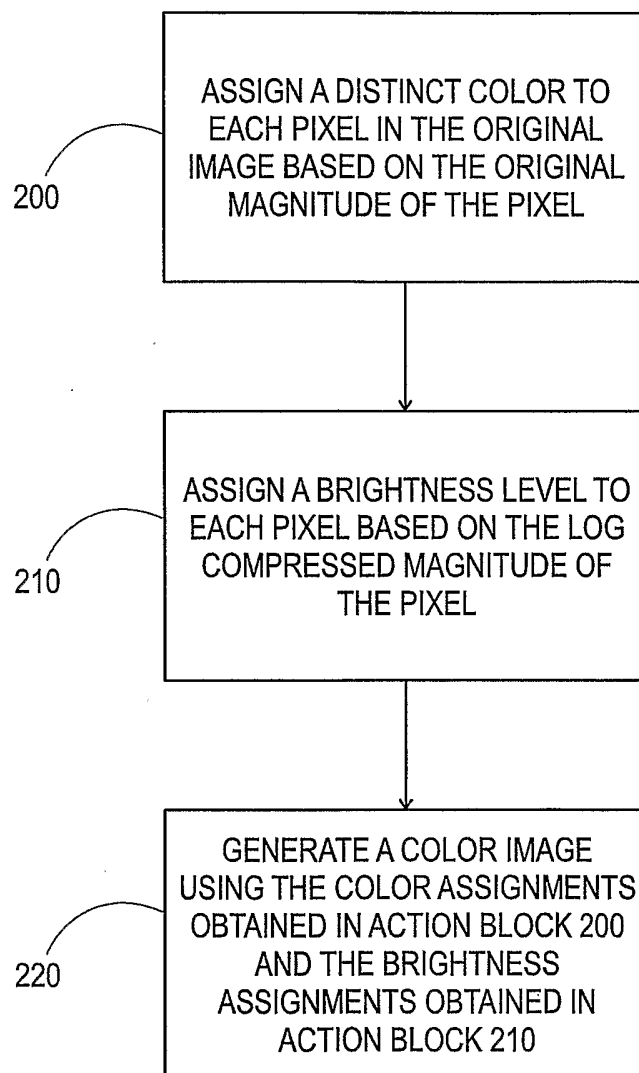 ASSIGN A DISTINCT COLOR TO
EACH PIXEL IN THE ORIGINAL
IMAGE BASED ON THE ORIGINAL
MAGNITUDE OF THE PIXEL
200
ASSIGN A BRIGHTNESS LEVEL TO
EACH PIXEL BASED ON THE LOG
COMPRESSED MAGNITUDE OF
THE PIXEL
210
GENERATE A COLOR IMAGE
USING THE COLOR ASSIGNMENTS
OBTAINED IN ACTION BLOCK 200
AND THE BRIGHTNESS
ASSIGNMENTS OBTAINED IN
ACTION BLOCK 210
220